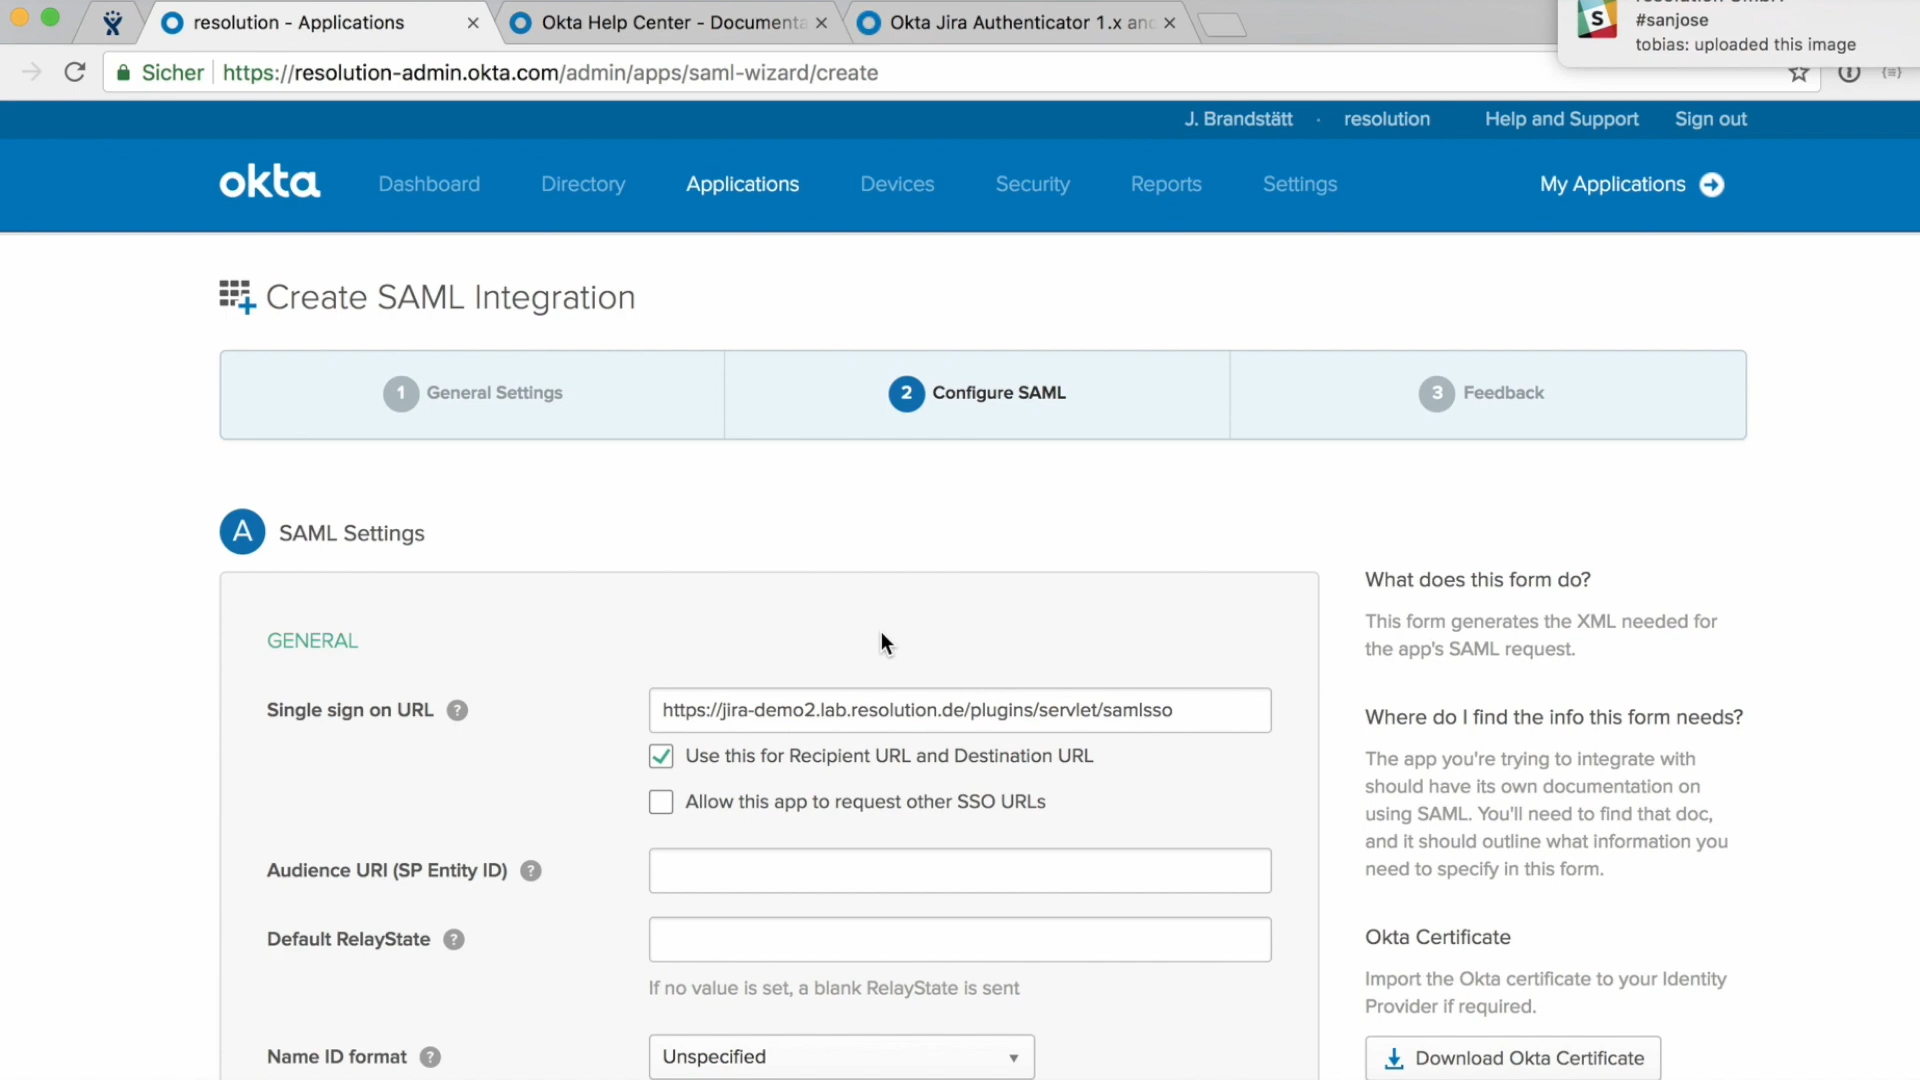 resolution - Applications
Okta Help Center - Documenta
Okta Jira Authenticator 1.x and
#sanjose
tobias: uploaded this image
Sicher
https://resolution-admin.okta.com/admin/apps/saml-wizard/create
J. Brandstätt · resolution
Help and Support
Sign out
okta
Dashboard
Directory
Applications
Devices
Security
Reports
Settings
My Applications
Create SAML Integration
1 General Settings
2 Configure SAML
3 Feedback
A SAML Settings
GENERAL
Single sign on URL ?
https://jira-demo2.lab.resolution.de/plugins/servlet/samlsso
Use this for Recipient URL and Destination URL
Allow this app to request other SSO URLs
Audience URI (SP Entity ID) ?
Default RelayState ?
If no value is set, a blank RelayState is sent
Name ID format ?
Unspecified
What does this form do?
This form generates the XML needed for
the app's SAML request.
Where do I find the info this form needs?
The app you're trying to integrate with
should have its own documentation on
using SAML. You'll need to find that doc,
and it should outline what information you
need to specify in this form.
Okta Certificate
Import the Okta certificate to your Identity
Provider if required.
Download Okta Certificate